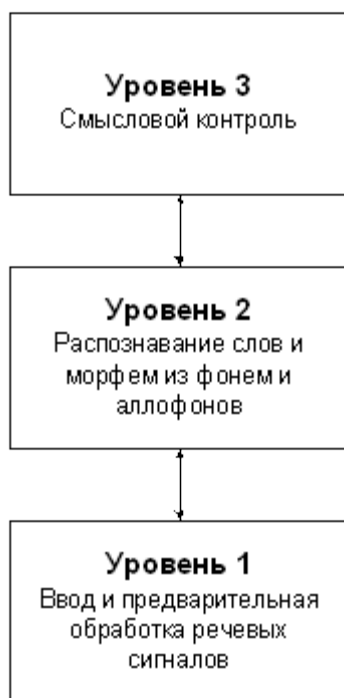 Уровень 3
Смысловой контроль
Уровень 2
Распознавание слов и
морфем из фонем и
аллофонов
Уровень 1
Ввод и предварительная
обработка речевых
сигналов